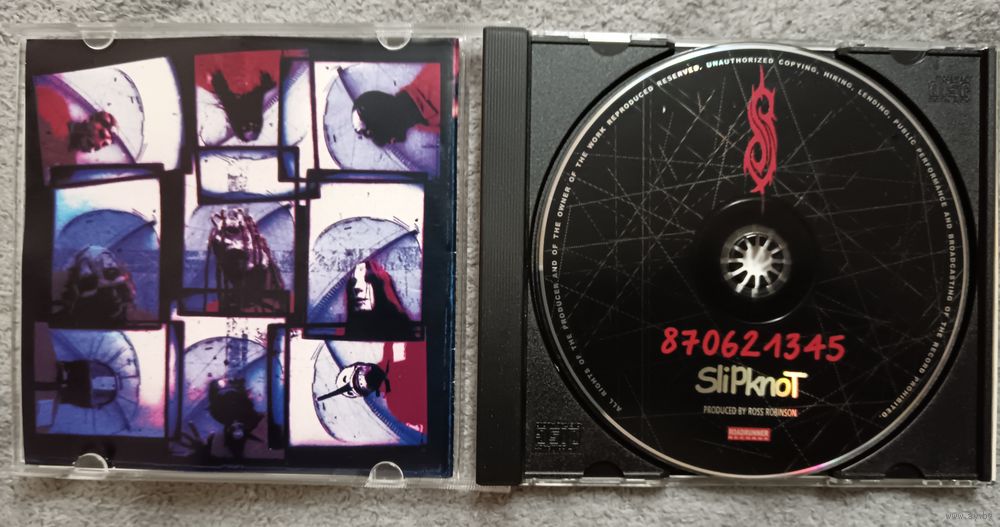 ALL RIGHTS OF THE PRODUCER AND OF THE OWNER OF THE WORK REPRODUCED RESERVED. UNAUTHORIZED COPYING, HIRING, LENDING, PUBLIC PERFORMANCE AND BROADCASTING OF THE RECORD PROHIBITED.
870621345
SliPknoT
PRODUCED BY ROSS ROBINSON
ROADRUNNER
RECORDS